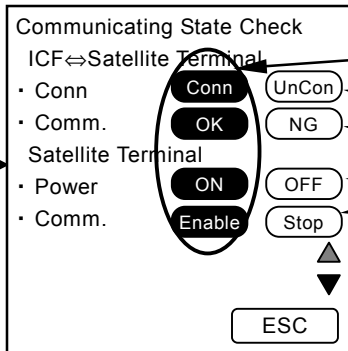 Communicating State Check
ICF⇔Satellite Terminal
・Conn Conn UnCon
・Comm. OK NG
Satellite Terminal
・Power ON OFF
・Comm. Enable Stop
ESC